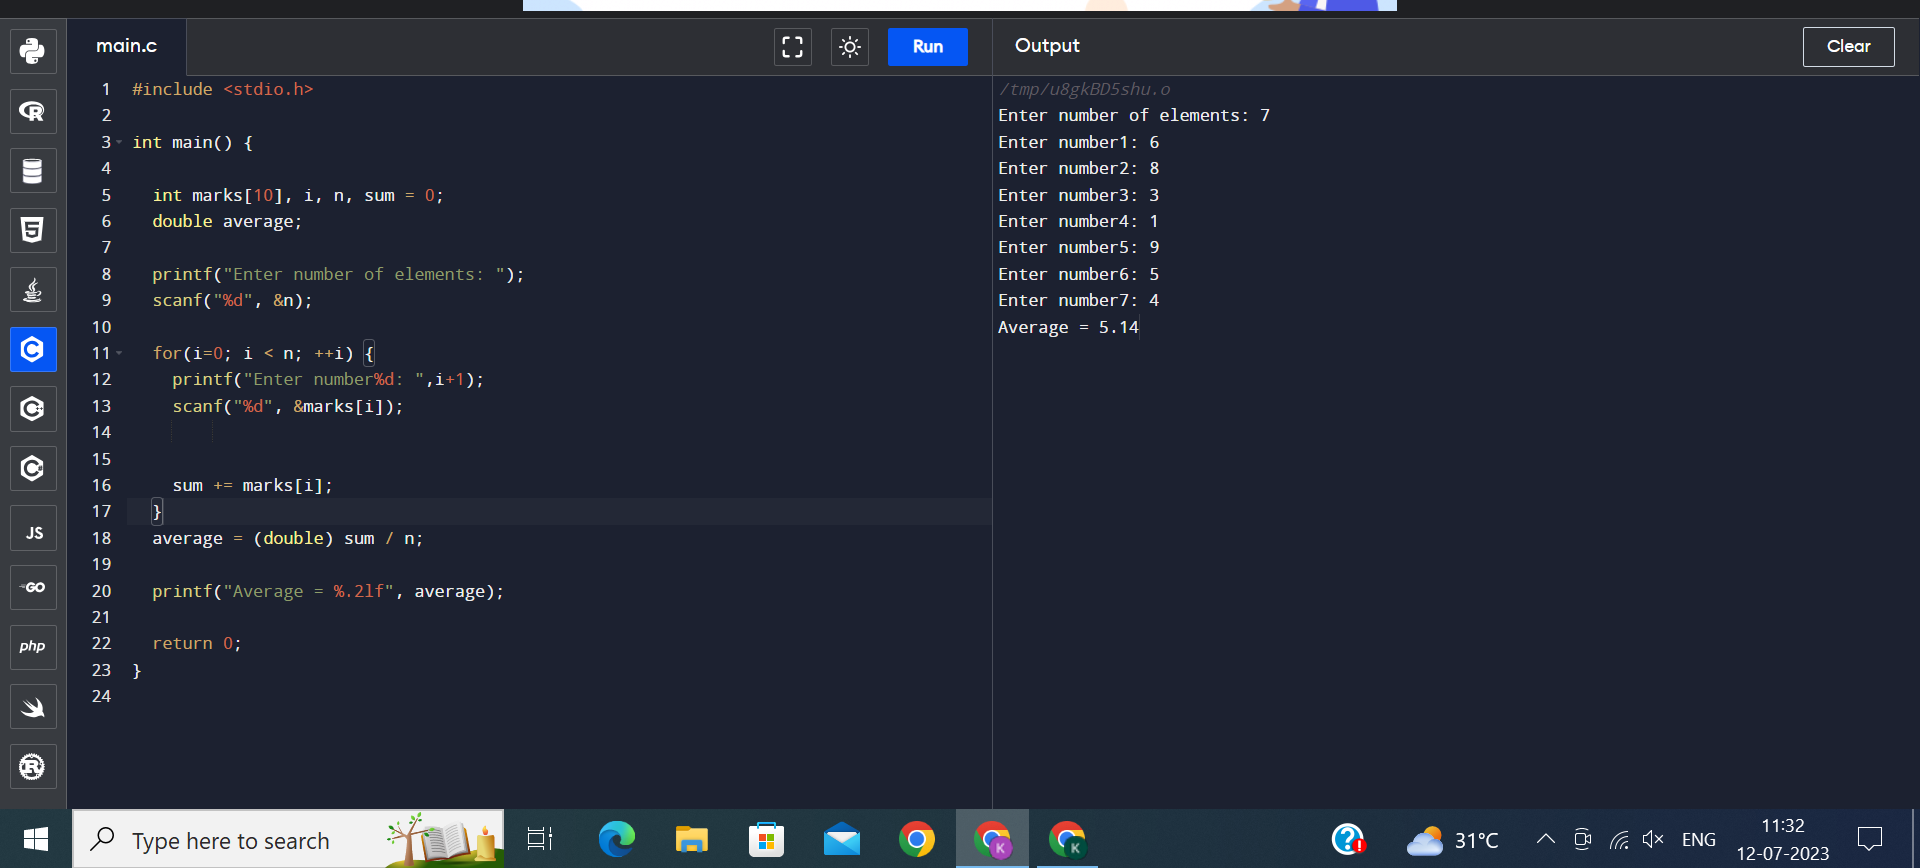 main.c
Run
Output
Clear
1 #include <stdio.h>
2
3 int main() {
4
5 int marks[10], i, n, sum = 0;
6 double average;
7
8 printf("Enter number of elements: ");
9 scanf("%d", &n);
10
11 for(i=0; i < n; ++i) {
12 printf("Enter number%d: ",i+1);
13 scanf("%d", &marks[i]);
14
15
16 sum += marks[i];
17 }
18 average = (double) sum / n;
19
20 printf("Average = %.2lf", average);
21
22 return 0;
23 }
24
/tmp/u8gkBD5shu.o
Enter number of elements: 7
Enter number1: 6
Enter number2: 8
Enter number3: 3
Enter number4: 1
Enter number5: 9
Enter number6: 5
Enter number7: 4
Average = 5.14
R
5
C
C
C
JS
GO
php
R
Type here to search
K
K
31°C
ENG
11:32
12-07-2023